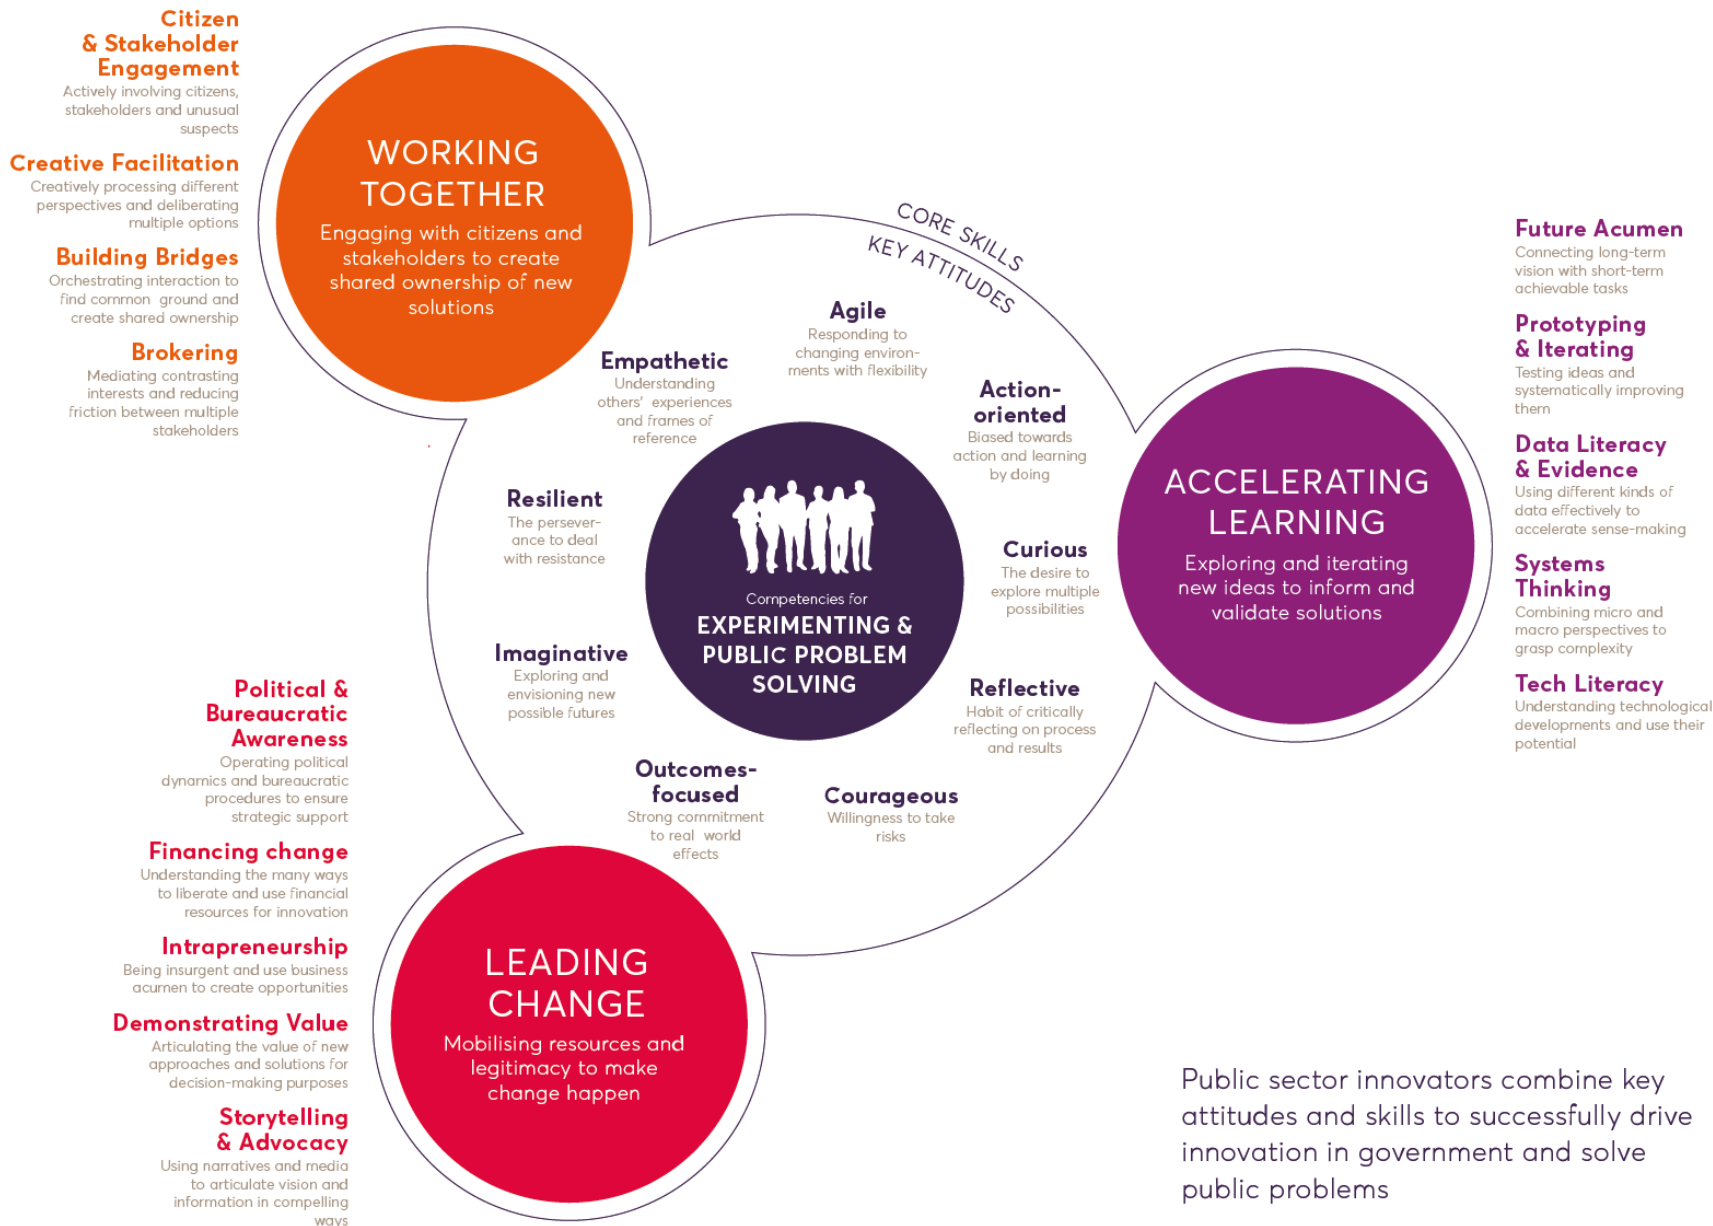 Citizen
& Stakeholder
Engagement
Actively involving citizens,
stakeholders and unusual
suspects
Creative Facilitation
Creatively processing different
perspectives and deliberating
multiple options
Building Bridges
Orchestrating interaction to
find common ground and
create shared ownership
Brokering
Mediating contrasting
interests and reducing
friction between multiple
stakeholders
WORKING
TOGETHER
Engaging with citizens and
stakeholders to create
shared ownership of new
solutions
CORE SKILLS
KEY ATTITUDES
Agile
Responding to
changing environ-
ments with flexibility
Empathetic
Understanding
others' experiences
and frames of
reference
Action-
oriented
Biased towards
action and learning
by doing
Resilient
The persever-
ance to deal
with resistance
Curious
The desire to
explore multiple
possibilities
Imaginative
Exploring and
envisioning new
possible futures
Reflective
Habit of critically
reflecting on process
and results
Outcomes-
focused
Strong commitment
to real world
effects
Courageous
Willingness to take
risks
Competencies for
EXPERIMENTING &
PUBLIC PROBLEM
SOLVING
ACCELERATING
LEARNING
Exploring and iterating
new ideas to inform and
validate solutions
Future Acumen
Connecting long-term
vision with short-term
achievable tasks
Prototyping
& Iterating
Testing ideas and
systematically improving
them
Data Literacy
& Evidence
Using different kinds of
data effectively to
accelerate sense-making
Systems
Thinking
Combining micro and
macro perspectives to
grasp complexity
Tech Literacy
Understanding technological
developments and use their
potential
Political &
Bureaucratic
Awareness
Operating political
dynamics and bureaucratic
procedures to ensure
strategic support
Financing change
Understanding the many ways
to liberate and use financial
resources for innovation
Intrapreneurship
Being insurgent and use business
acumen to create opportunities
Demonstrating Value
Articulating the value of new
approaches and solutions for
decision-making purposes
Storytelling
& Advocacy
Using narratives and media
to articulate vision and
information in compelling
ways
LEADING
CHANGE
Mobilising resources and
legitimacy to make
change happen
Public sector innovators combine key
attitudes and skills to successfully drive
innovation in government and solve
public problems